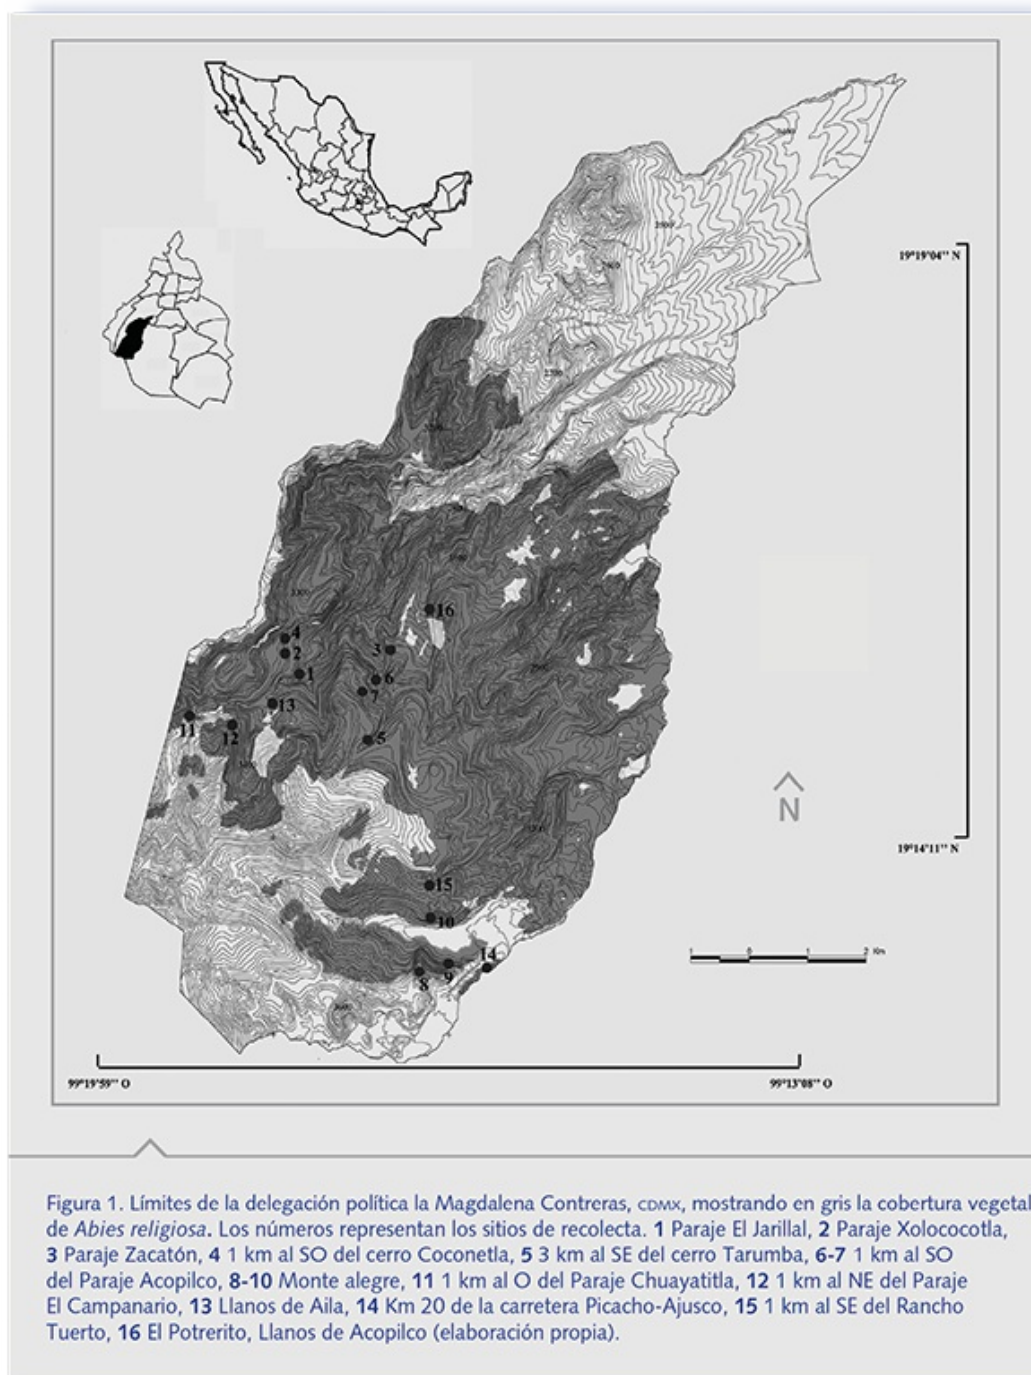 19°19'04'' N
4
2
1
3
6
7
16
13
11
12
5
N
19°14'11'' N
15
10
14
9
8
1 0 1 2 Km
99°19'59'' O
99°13'08'' O
Figura 1. Límites de la delegación política la Magdalena Contreras, CDMX, mostrando en gris la cobertura vegetal
de Abies religiosa. Los números representan los sitios de recolecta. 1 Paraje El Jarillal, 2 Paraje Xolococotla,
3 Paraje Zacatón, 4 1 km al SO del cerro Coconetla, 5 3 km al SE del cerro Tarumba, 6-7 1 km al SO
del Paraje Acopilco, 8-10 Monte alegre, 11 1 km al O del Paraje Chuayatitla, 12 1 km al NE del Paraje
El Campanario, 13 Llanos de Aila, 14 Km 20 de la carretera Picacho-Ajusco, 15 1 km al SE del Rancho
Tuerto, 16 El Potrerito, Llanos de Acopilco (elaboración propia).